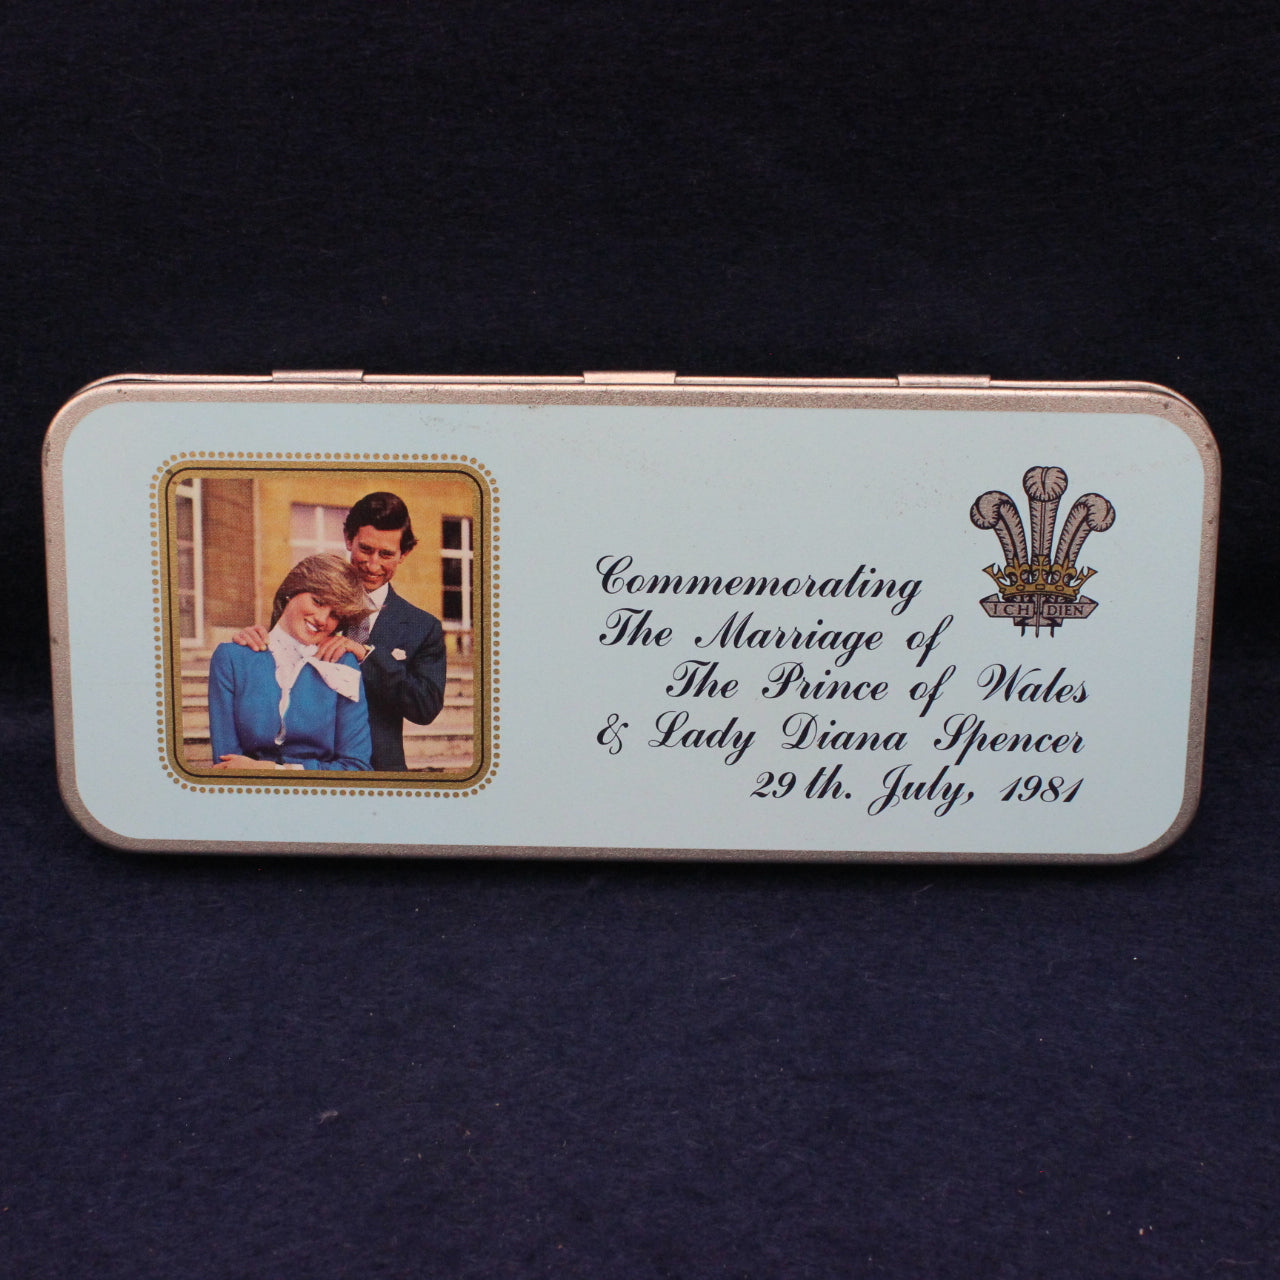 ICH DIEN
Commemorating
The Marriage of
The Prince of Wales
& Lady Diana Spencer
29th. July, 1981